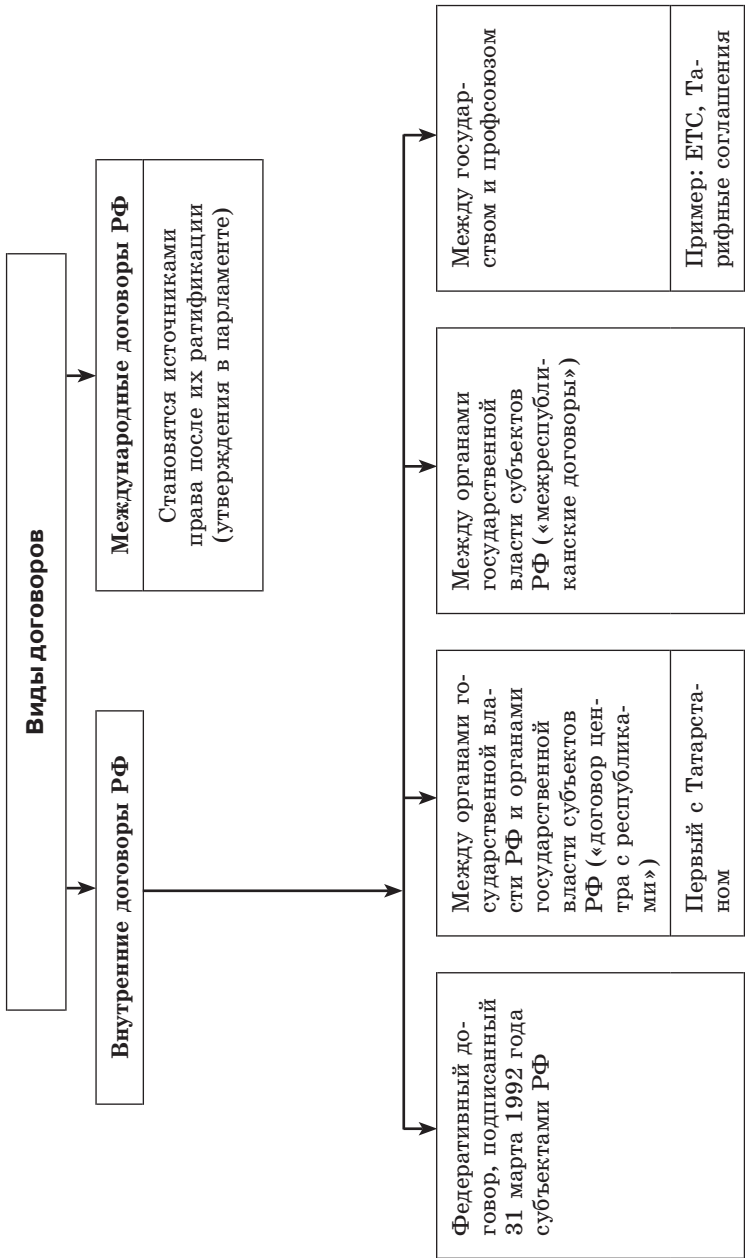 Виды договоров
Внутренние договоры РФ
Международные договоры РФ
Становятся источниками
права после их ратификации
(утверждения в парламенте)
Федеративный до-
говор, подписанный
31 марта 1992 года
субъектами РФ
Между органами го-
сударственной вла-
сти РФ и органами
государственной
власти субъектов
РФ («договор цен-
тра с республика-
ми»)
Первый с Татарста-
ном
Между органами
государственной
власти субъектов
РФ («межреспубли-
канские договоры»)
Между государ-
ством и профсоюзом
Пример: ЕТС, Та-
рифные соглашения